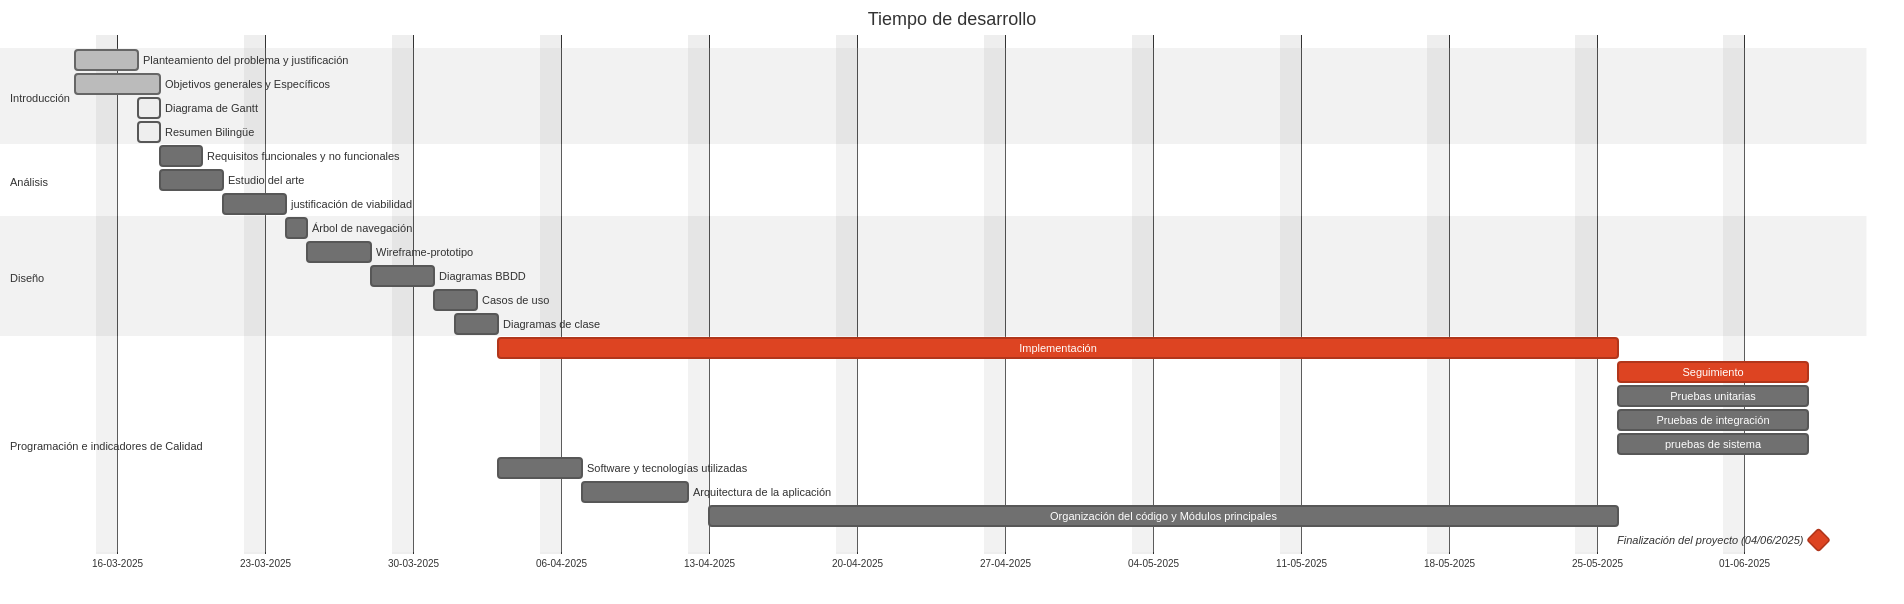 Tiempo de desarrollo
Planteamiento del problema y justificación
Objetivos generales y Específicos
Introducción
Diagrama de Gantt
Resumen Bilingüe
Requisitos funcionales y no funcionales
Análisis
Estudio del arte
justificación de viabilidad
Árbol de navegación
Wireframe-prototipo
Diseño
Diagramas BBDD
Casos de uso
Diagramas de clase
Implementación
Seguimiento
Pruebas unitarias
Pruebas de integración
Programación e indicadores de Calidad
pruebas de sistema
Software y tecnologías utilizadas
Arquitectura de la aplicación
Organización del código y Módulos principales
Finalización del proyecto (04/06/2025)
16-03-2025
23-03-2025
30-03-2025
06-04-2025
13-04-2025
20-04-2025
27-04-2025
04-05-2025
11-05-2025
18-05-2025
25-05-2025
01-06-2025